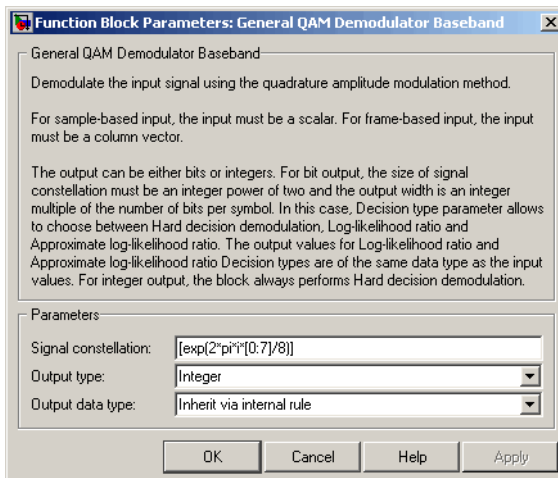 Function Block Parameters: General QAM Demodulator Baseband
General QAM Demodulator Baseband
Demodulate the input signal using the quadrature amplitude modulation method.
For sample-based input, the input must be a scalar. For frame-based input, the input
must be a column vector.
The output can be either bits or integers. For bit output, the size of signal
constellation must be an integer power of two and the output width is an integer
multiple of the number of bits per symbol. In this case, Decision type parameter allows
to choose between Hard decision demodulation, Log-likelihood ratio and
Approximate log-likelihood ratio. The output values for Log-likelihood ratio and
Approximate log-likelihood ratio Decision types are of the same data type as the input
values. For integer output, the block always performs Hard decision demodulation.
Parameters
Signal constellation: [exp(2*pi*i*[0:7]/8)]
Output type: Integer
Output data type: Inherit via internal rule
OK Cancel Help Apply